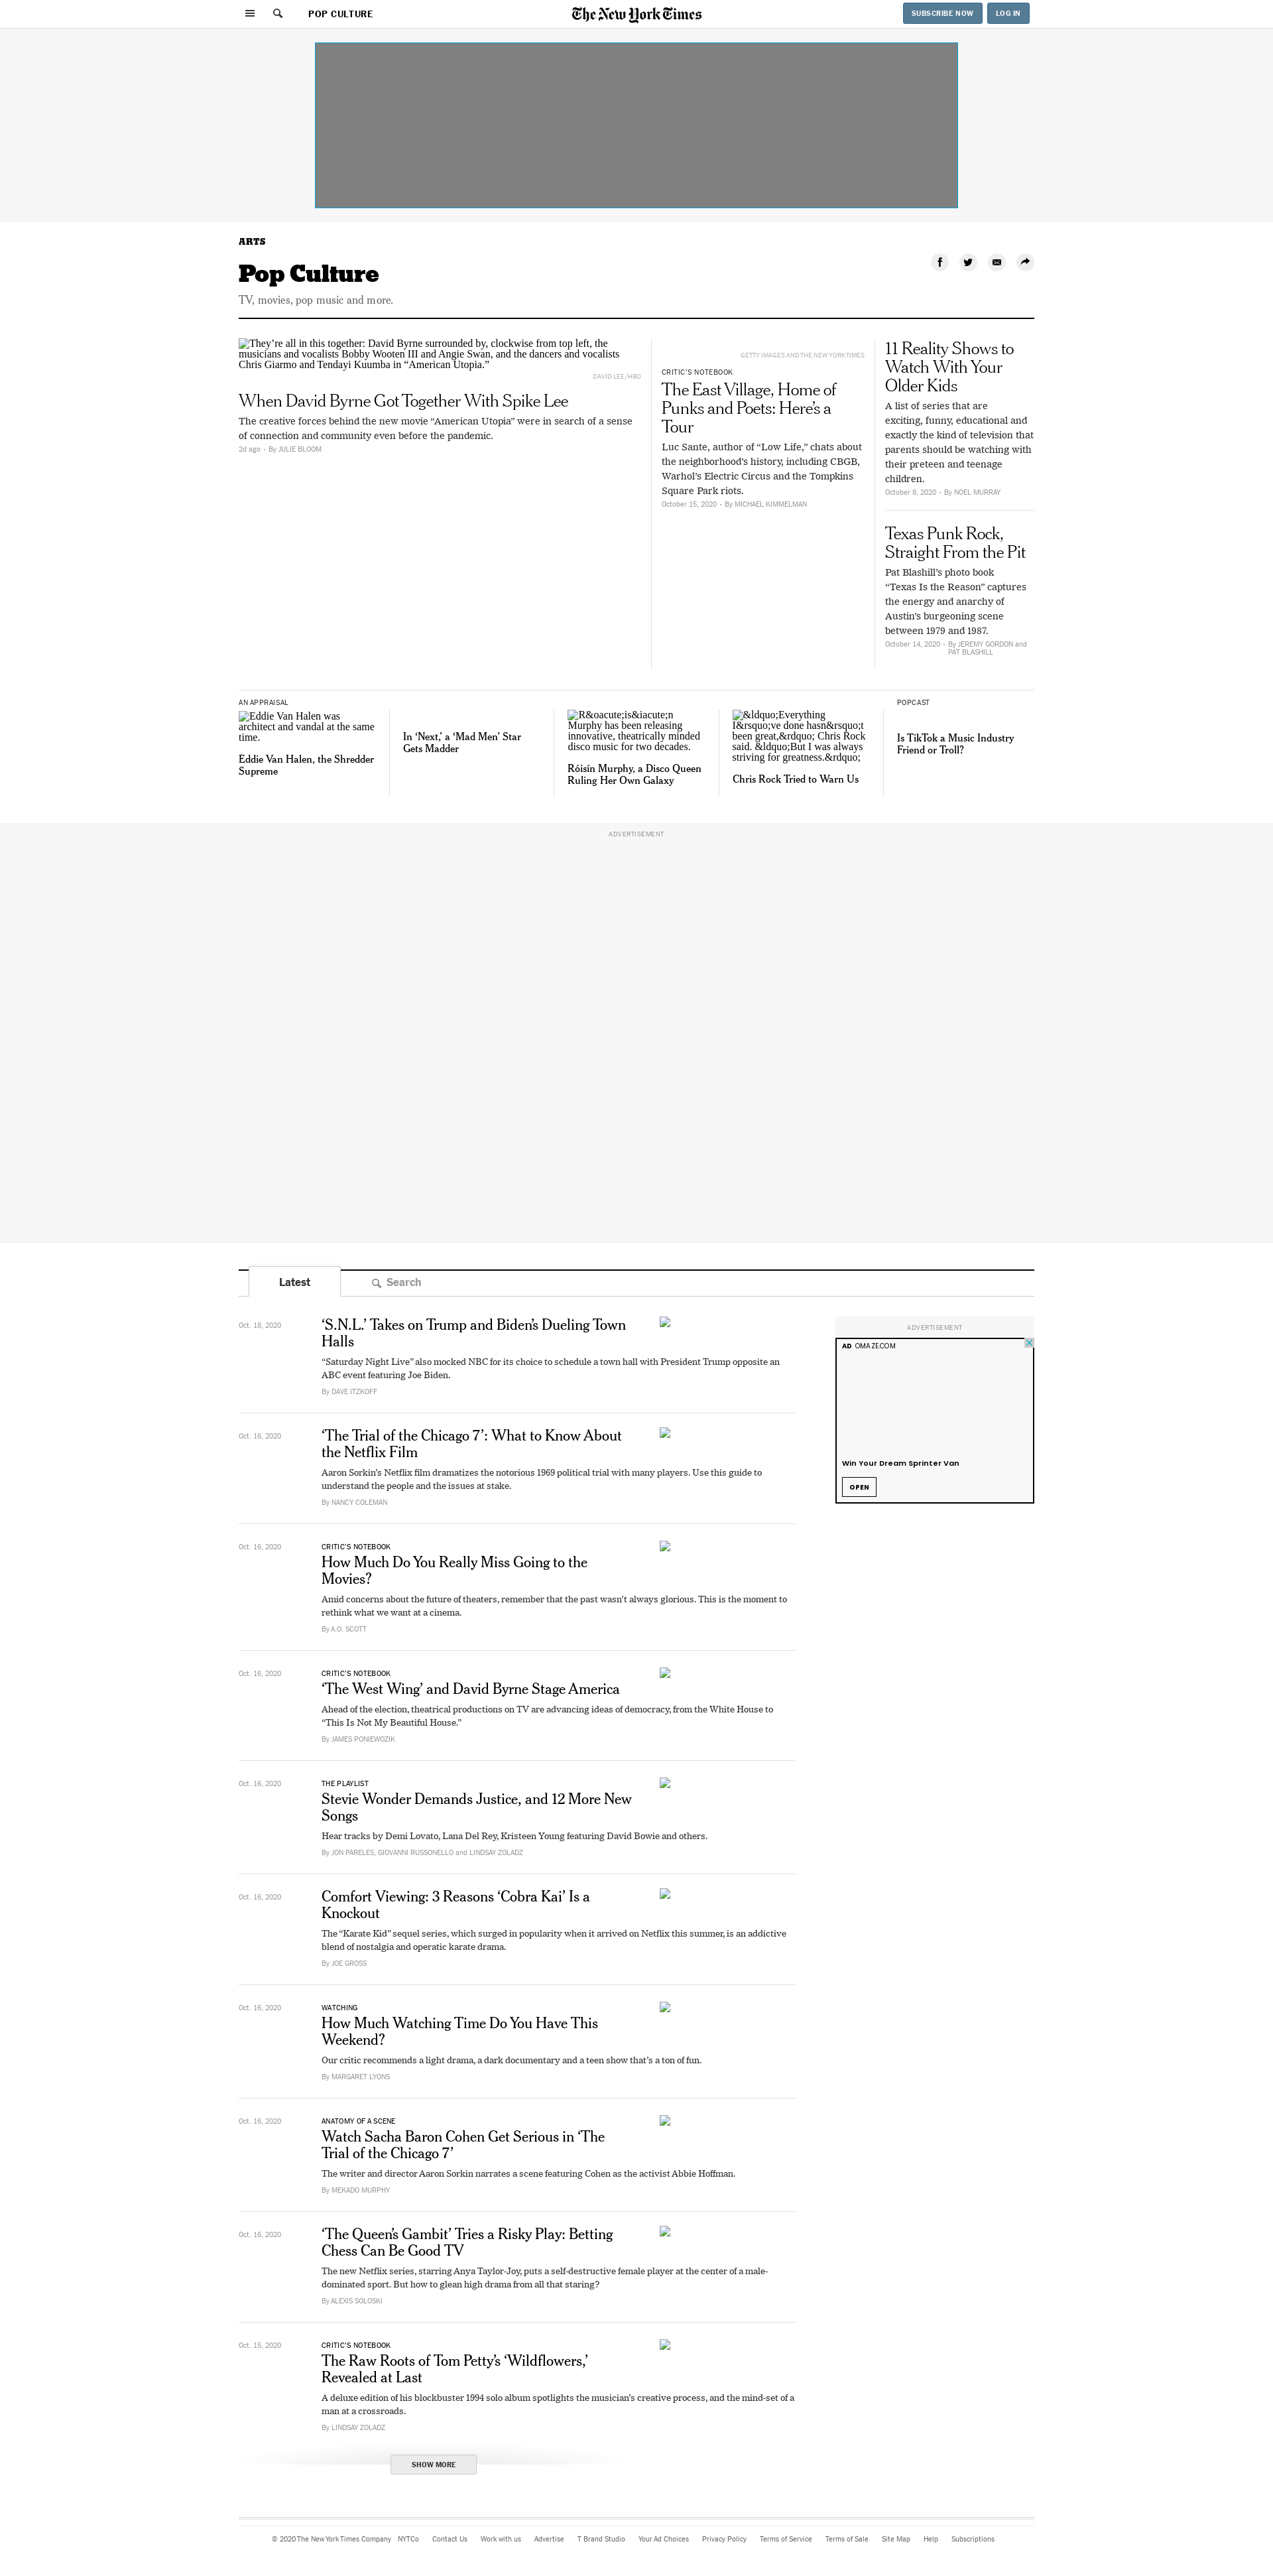 POP CULTURE
The New York Times
SUBSCRIBE NOW
LOG IN
ARTS
Pop Culture
TV, movies, pop music and more.
They’re all in this together: David Byrne surrounded by, clockwise from top left, the
musicians and vocalists Bobby Wooten III and Angie Swan, and the dancers and vocalists
Chris Giarmo and Tendayi Kuumba in “American Utopia.”
DAVID LEE/HBO
When David Byrne Got Together With Spike Lee
The creative forces behind the new movie “American Utopia” were in search of a sense
of connection and community even before the pandemic.
2d ago - By JULIE BLOOM
GETTY IMAGES AND THE NEW YORK TIMES
CRITIC’S NOTEBOOK
The East Village, Home of
Punks and Poets: Here’s a
Tour
Luc Sante, author of “Low Life,” chats about
the neighborhood’s history, including CBGB,
Warhol’s Electric Circus and the Tompkins
Square Park riots.
October 15, 2020 - By MICHAEL KIMMELMAN
11 Reality Shows to
Watch With Your
Older Kids
A list of series that are
exciting, funny, educational and
exactly the kind of television that
parents should be watching with
their preteen and teenage
children.
October 8, 2020 - By NOEL MURRAY
Texas Punk Rock,
Straight From the Pit
Pat Blashill’s photo book
“Texas Is the Reason” captures
the energy and anarchy of
Austin’s burgeoning scene
between 1979 and 1987.
October 14, 2020 - By JEREMY GORDON and
PAT BLASHILL
AN APPRAISAL
Eddie Van Halen was
architect and vandal at the same
time.
Eddie Van Halen, the Shredder
Supreme
In ‘Next,’ a ‘Mad Men’ Star
Gets Madder
R&oacute;is&iacute;n
Murphy has been releasing
innovative, theatrically minded
disco music for two decades.
Róisín Murphy, a Disco Queen
Ruling Her Own Galaxy
&ldquo;Everything
I&rsquo;ve done hasn&rsquo;t
been great,&rdquo; Chris Rock
said. &ldquo;But I was always
striving for greatness.&rdquo;
Chris Rock Tried to Warn Us
POPCAST
Is TikTok a Music Industry
Friend or Troll?
ADVERTISEMENT
Latest
Search
Oct. 18, 2020
‘S.N.L.’ Takes on Trump and Biden’s Dueling Town
Halls
“Saturday Night Live” also mocked NBC for its choice to schedule a town hall with President Trump opposite an
ABC event featuring Joe Biden.
By DAVE ITZKOFF
ADVERTISEMENT
AD OMAZECOM
Win Your Dream Sprinter Van
OPEN
Oct. 16, 2020
‘The Trial of the Chicago 7’: What to Know About
the Netflix Film
Aaron Sorkin’s Netflix film dramatizes the notorious 1969 political trial with many players. Use this guide to
understand the people and the issues at stake.
By NANCY COLEMAN
Oct. 16, 2020
CRITIC’S NOTEBOOK
How Much Do You Really Miss Going to the
Movies?
Amid concerns about the future of theaters, remember that the past wasn’t always glorious. This is the moment to
rethink what we want at a cinema.
By A.O. SCOTT
Oct. 16, 2020
CRITIC’S NOTEBOOK
‘The West Wing’ and David Byrne Stage America
Ahead of the election, theatrical productions on TV are advancing ideas of democracy, from the White House to
“This Is Not My Beautiful House.”
By JAMES PONIEWOZIK
Oct. 16, 2020
THE PLAYLIST
Stevie Wonder Demands Justice, and 12 More New
Songs
Hear tracks by Demi Lovato, Lana Del Rey, Kristeen Young featuring David Bowie and others.
By JON PARELES, GIOVANNI RUSSONELLO and LINDSAY ZOLADZ
Oct. 16, 2020
Comfort Viewing: 3 Reasons ‘Cobra Kai’ Is a
Knockout
The “Karate Kid” sequel series, which surged in popularity when it arrived on Netflix this summer, is an addictive
blend of nostalgia and operatic karate drama.
By JOE GROSS
Oct. 16, 2020
WATCHING
How Much Watching Time Do You Have This
Weekend?
Our critic recommends a light drama, a dark documentary and a teen show that’s a ton of fun.
By MARGARET LYONS
Oct. 16, 2020
ANATOMY OF A SCENE
Watch Sacha Baron Cohen Get Serious in ‘The
Trial of the Chicago 7’
The writer and director Aaron Sorkin narrates a scene featuring Cohen as the activist Abbie Hoffman.
By MEKADO MURPHY
Oct. 16, 2020
‘The Queen’s Gambit’ Tries a Risky Play: Betting
Chess Can Be Good TV
The new Netflix series, starring Anya Taylor-Joy, puts a self-destructive female player at the center of a male-
dominated sport. But how to glean high drama from all that staring?
By ALEXIS SOLOSKI
Oct. 15, 2020
CRITIC’S NOTEBOOK
The Raw Roots of Tom Petty’s ‘Wildflowers,’
Revealed at Last
A deluxe edition of his blockbuster 1994 solo album spotlights the musician’s creative process, and the mind-set of a
man at a crossroads.
By LINDSAY ZOLADZ
SHOW MORE
© 2020 The New York Times Company NYTCo Contact Us Work with us Advertise T Brand Studio Your Ad Choices Privacy Policy Terms of Service Terms of Sale Site Map Help Subscriptions